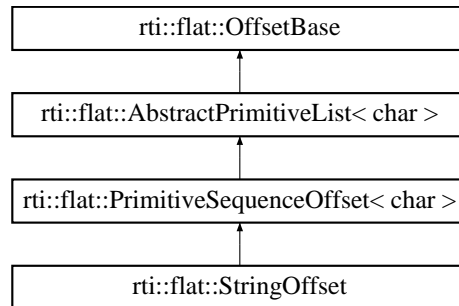 rti::flat::OffsetBase
rti::flat::AbstractPrimitiveList< char >
rti::flat::PrimitiveSequenceOffset< char >
rti::flat::StringOffset